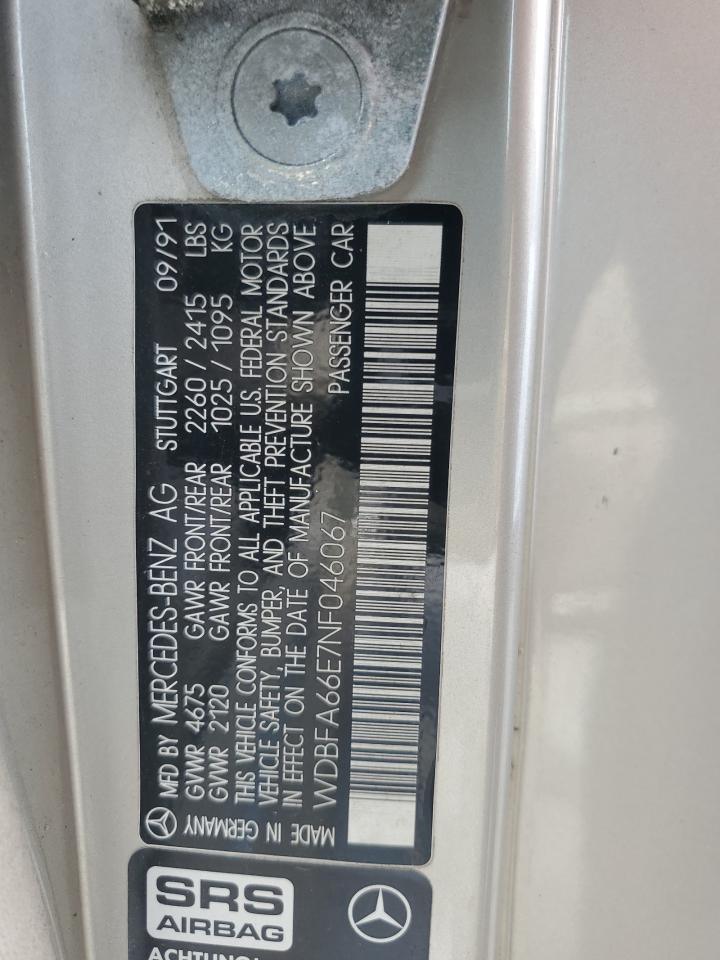 MFD BY MERCEDES-BENZ AG STUTTGART 09/91
GVWR 4675 GAWR FRONT/REAR 2260 / 2415 LBS
GVWR 2120 GAWR FRONT/REAR 1025 / 1095 KG
THIS VEHICLE CONFORMS TO ALL APPLICABLE U.S. FEDERAL MOTOR
VEHICLE SAFETY, BUMPER, AND THEFT PREVENTION STANDARDS
IN EFFECT ON THE DATE OF MANUFACTURE SHOWN ABOVE
WDBFA66E7NF046067 PASSENGER CAR
MADE IN GERMANY
SRS
AIRBAG
ACHTUNG!